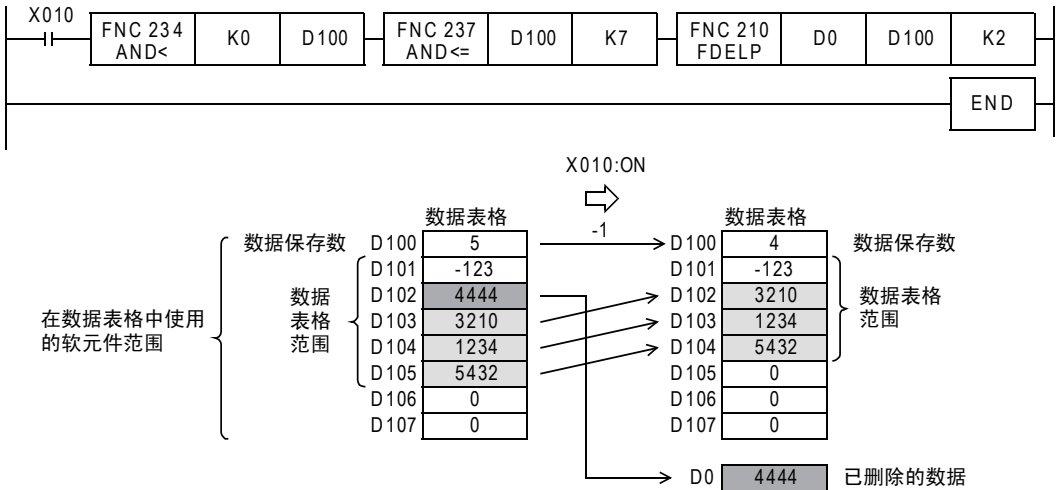 X010
FNC 234
AND<
K0
D100
FNC 237
AND<=
D100
K7
FNC 210
FDELP
D0
D100
K2
END
X010:ON
数据表格
-1
数据表格
数据保存数
D100
5
D100
4
数据保存数
D101
-123
D101
-123
D102
4444
D102
3210
D103
3210
D103
1234
D104
1234
D104
5432
D105
5432
D105
0
D106
0
D106
0
D107
0
D107
0
数据
表格
范围
数据表格
范围
在数据表格中使用
的软元件范围
D0
4444
已删除的数据